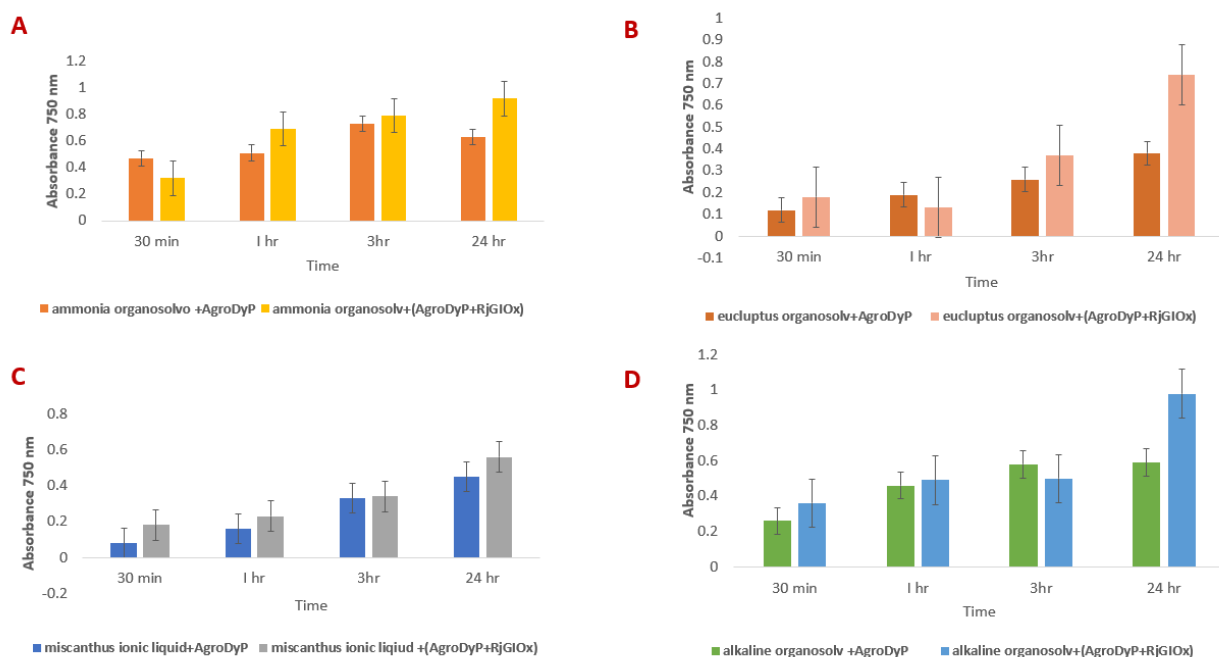 A
Absorbance 750 nm
1.2
1
0.8
0.6
0.4
0.2
0
30 min
I hr
3hr
24 hr
Time
ammonia organosolvo +AgroDyP
ammonia organosolv+(AgroDyP+RjGlOx)
B
Absorbance 750 nm
1
0.9
0.8
0.7
0.6
0.5
0.4
0.3
0.2
0.1
0
-0.1
30 min
I hr
3hr
24 hr
Time
eucluptus organosolv+AgroDyP
eucluptus organosolv+(AgroDyP+RjGlOx)
C
Absorbance 750 nm
0.8
0.6
0.4
0.2
0
-0.2
30 min
I hr
3hr
24 hr
Time
miscanthus ionic liquid+AgroDyP
miscanthus ionic liqiud +(AgroDyP+RjGlOx)
D
Absorbance 750 nm
1.2
1
0.8
0.6
0.4
0.2
0
30 min
I hr
3hr
24 hr
Time
alkaline organosolv +AgroDyP
alkaline organosolv+(AgroDyP+RjGlOx)